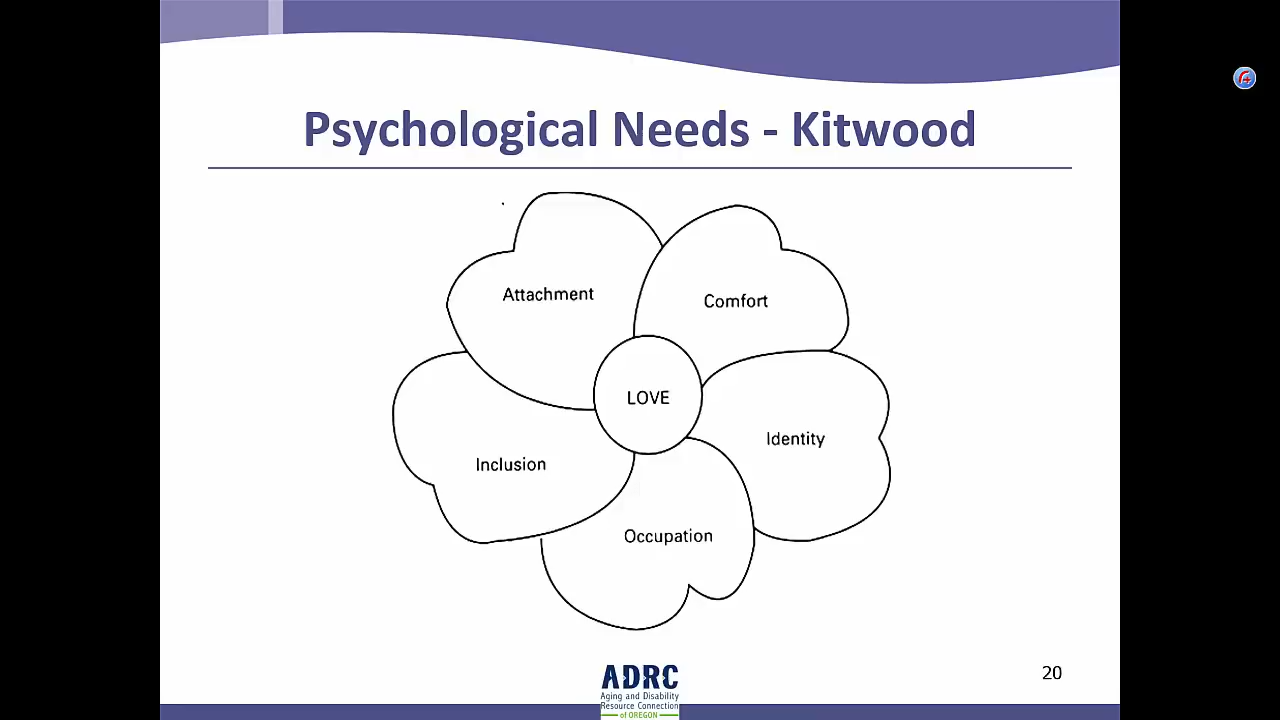 Psychological Needs - Kitwood
Attachment
Comfort
LOVE
Identity
Inclusion
Occupation
ADRC
Aging and Disability
Resource Connection
of OREGON
20